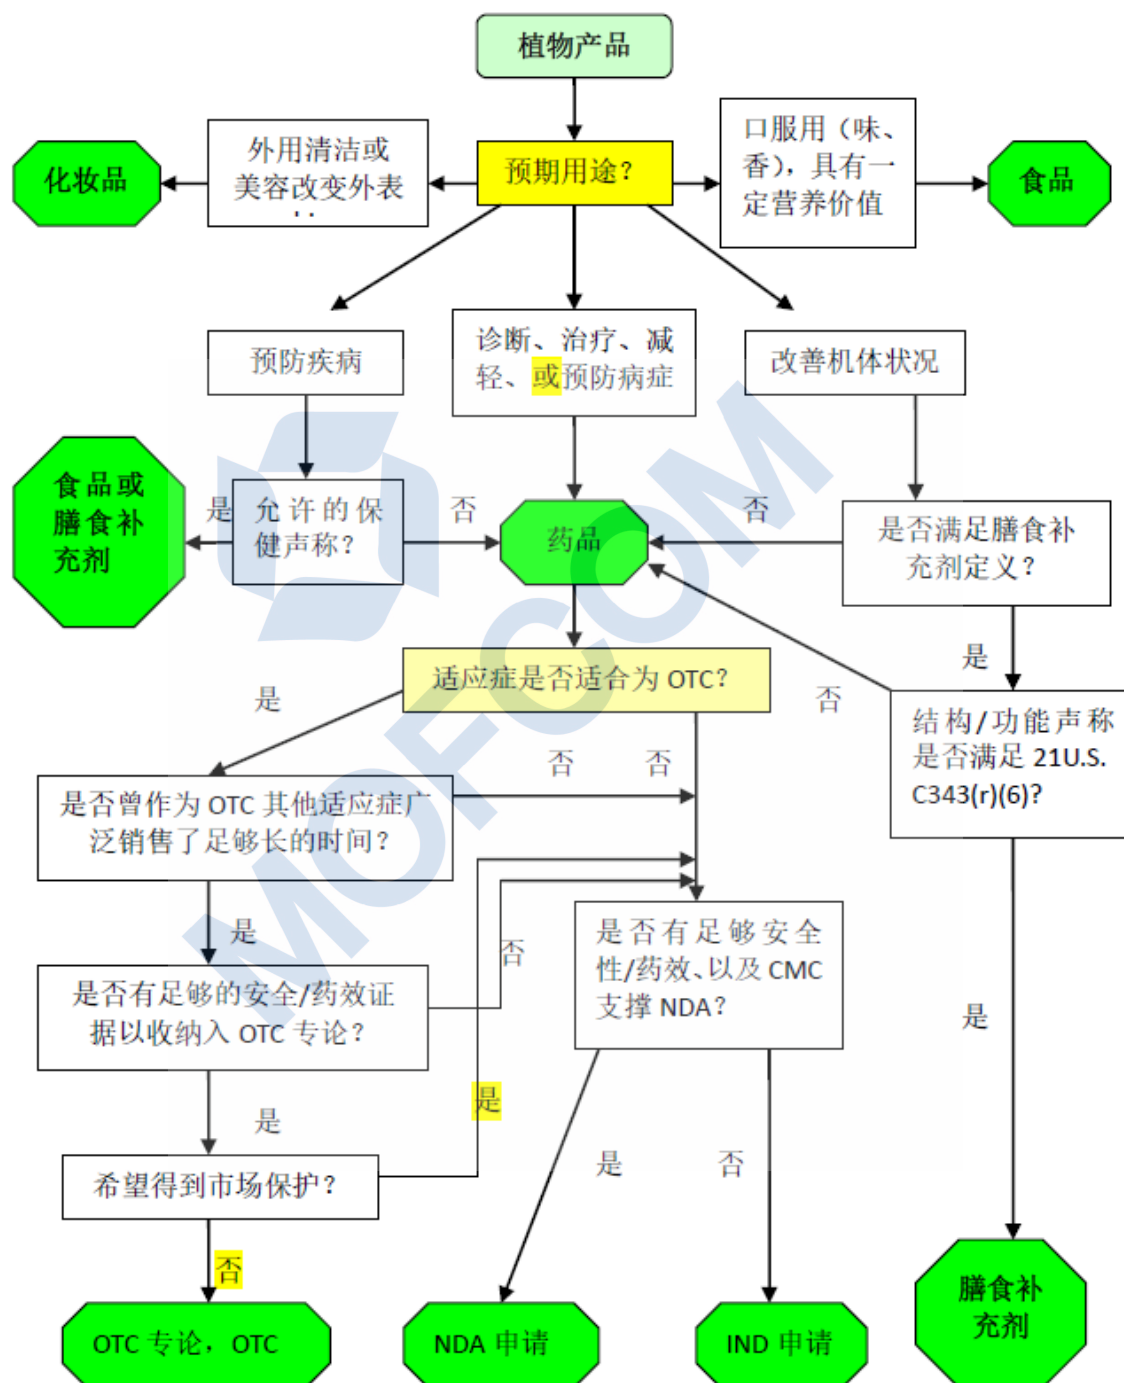 植物产品
外用清洁或
美容改变外表
预期用途?
口服用（味、
香），具有一
定营养价值
化妆品
食品
预防疾病
诊断、治疗、减
轻、或预防病症
改善机体状况
食品或
膳食补
充剂
是
允许的保
健声称?
否
药品
否
是否满足膳食补
充剂定义?
是
适应症是否适合为 OTC?
是
否
结构/功能声称
是否满足 21U.S.
C343(r)(6)?
否
否
是否曾作为 OTC 其他适应症广
泛销售了足够长的时间?
是
否
是否有足够安全
性/药效、以及 CMC
支撑 NDA?
是否有足够的安全/药效证
据以收纳入 OTC 专论?
是
是
是
希望得到市场保护?
是
否
否
OTC 专论，OTC
NDA 申请
IND 申请
膳食补
充剂
MOFCOM